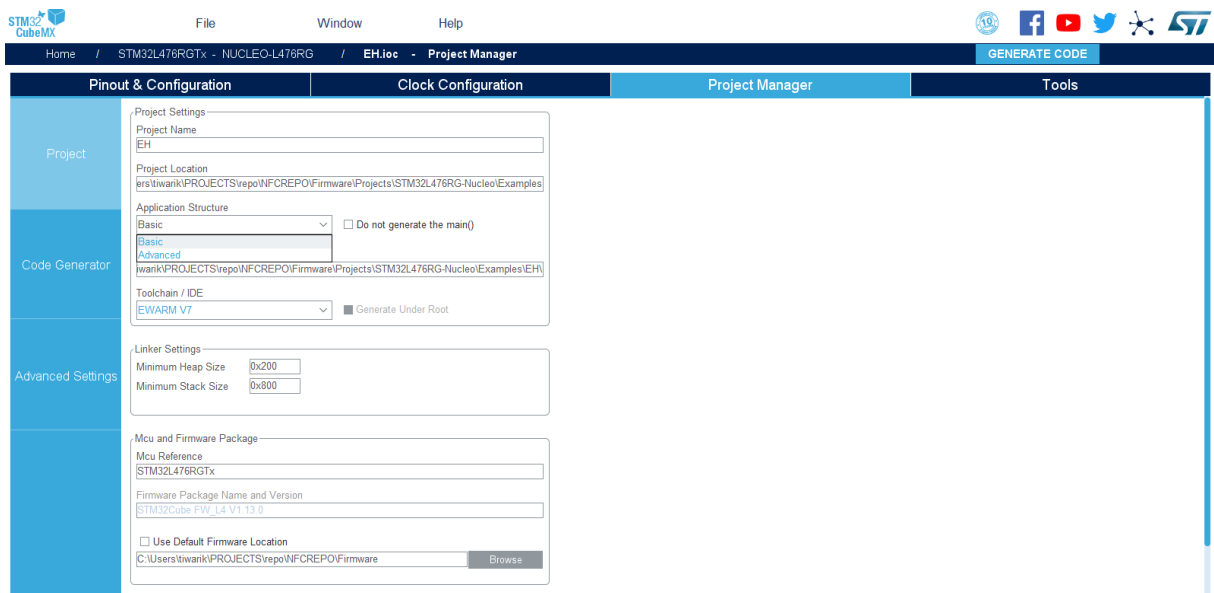 STM32
CubeMX
File
Window
Help
10
Home / STM32L476RGTx - NUCLEO-L476RG / EH.ioc - Project Manager
GENERATE CODE
Pinout & Configuration
Clock Configuration
Project Manager
Tools
Project
Code Generator
Advanced Settings
Project Settings
Project Name
EH
Project Location
ers\tiwarik\PROJECTS\repo\NFCREPO\Firmware\Projects\STM32L476RG-Nucleo\Examples
Application Structure
Basic
Do not generate the main()
Basic
Advanced
iwarik\PROJECTS\repo\NFCREPO\Firmware\Projects\STM32L476RG-Nucleo\Examples\EH\
Toolchain / IDE
EWARM V7
Generate Under Root
Linker Settings
Minimum Heap Size 0x200
Minimum Stack Size 0x800
Mcu and Firmware Package
Mcu Reference
STM32L476RGTx
Firmware Package Name and Version
STM32Cube FW_L4 V1.13.0
Use Default Firmware Location
C:\Users\tiwarik\PROJECTS\repo\NFCREPO\Firmware
Browse